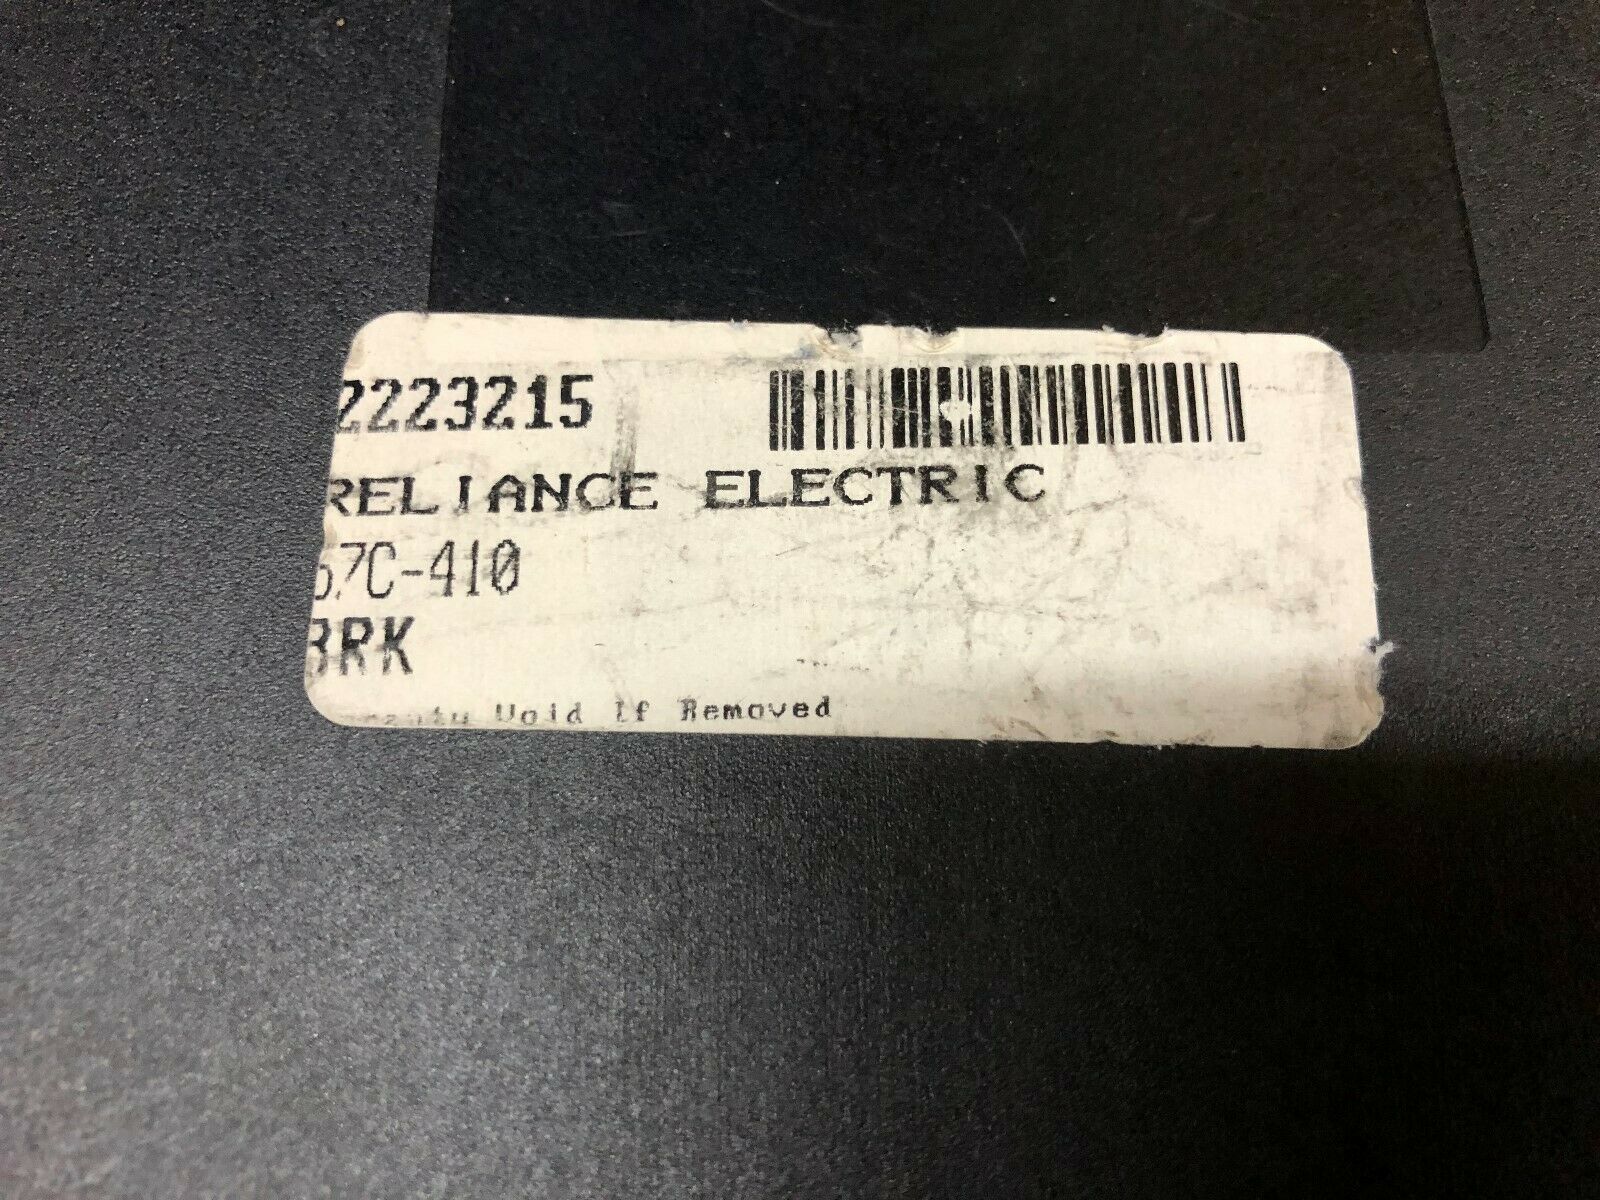 2223215
RELIANCE ELECTRIC
57C-410
BRK
Void If Removed